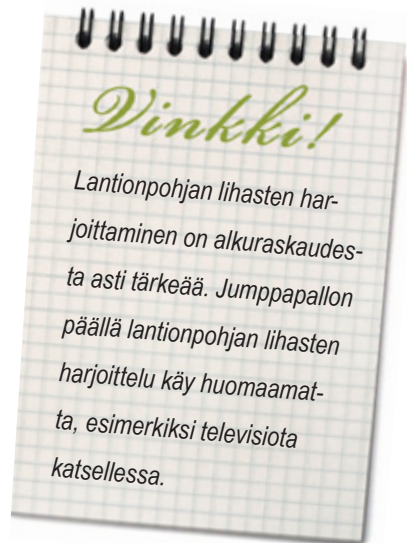 Vinkki!
Lantionpohjan lihasten har-
joittaminen on alkuraskaudes-
ta asti tärkeää. Jumppapallon
päällä lantionpohjan lihasten
harjoittelu käy huomaamat-
ta, esimerkiksi televisiota
katsellessa.